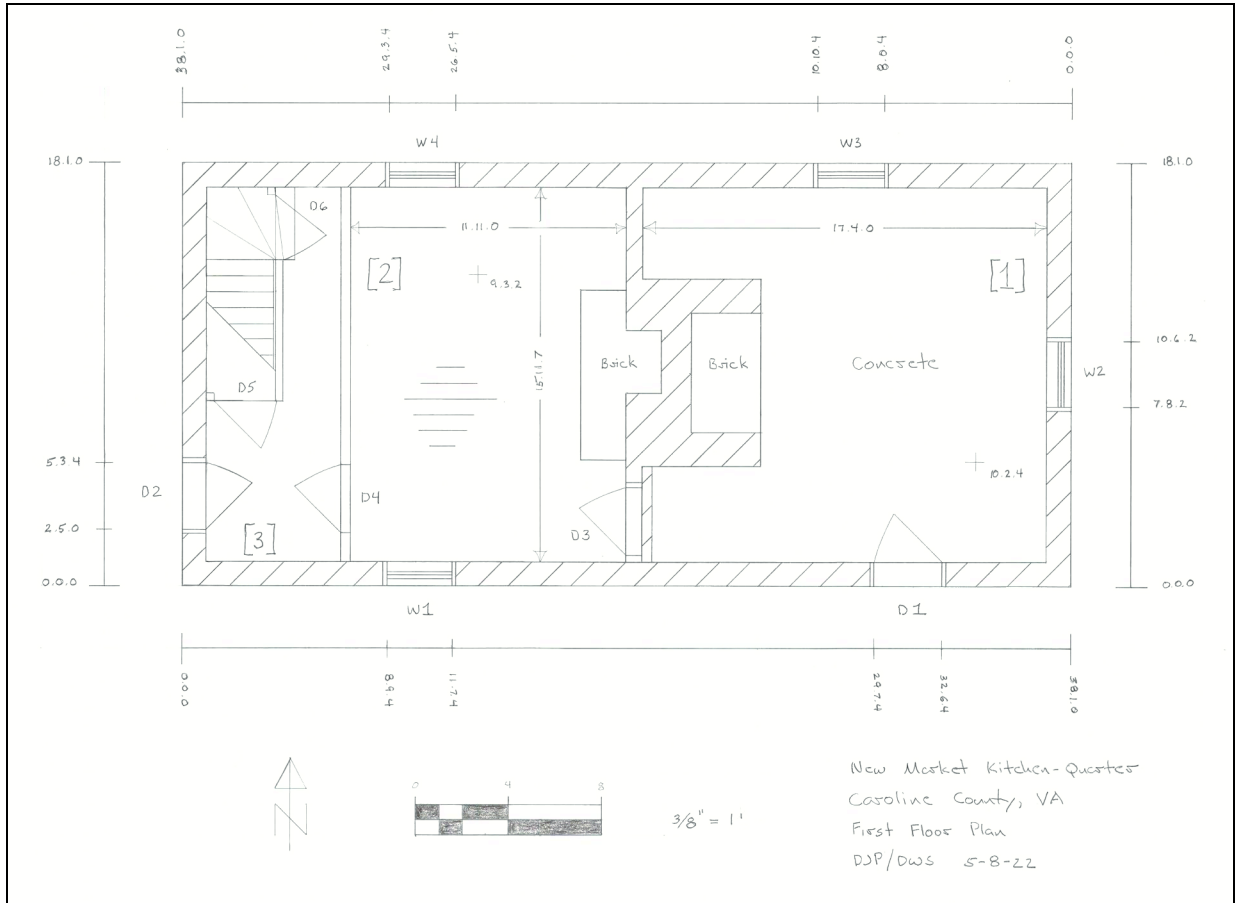 38.1.0
29.3.4
26.5.4
10.10.4
8.0.4
0.0.0
W4
W3
18.1.0
18.1.0
D6
11.11.0
17.4.0
[2]
[1]
9.3.2
15.11.7
10.6.2
Brick
Brick
Concrete
W2
D5
7.8.2
5.3.4
10.2.4
D2
D4
2.5.0
D3
[3]
0.0.0
0.0.0
W1
D1
0.0.0
8.9.4
11.2.4
29.7.4
32.6.4
38.1.0
N
0
4
8
3/8" = 1'
New Market Kitchen-Quarter
Caroline County, VA
First Floor Plan
DJP/DWS 5-8-22